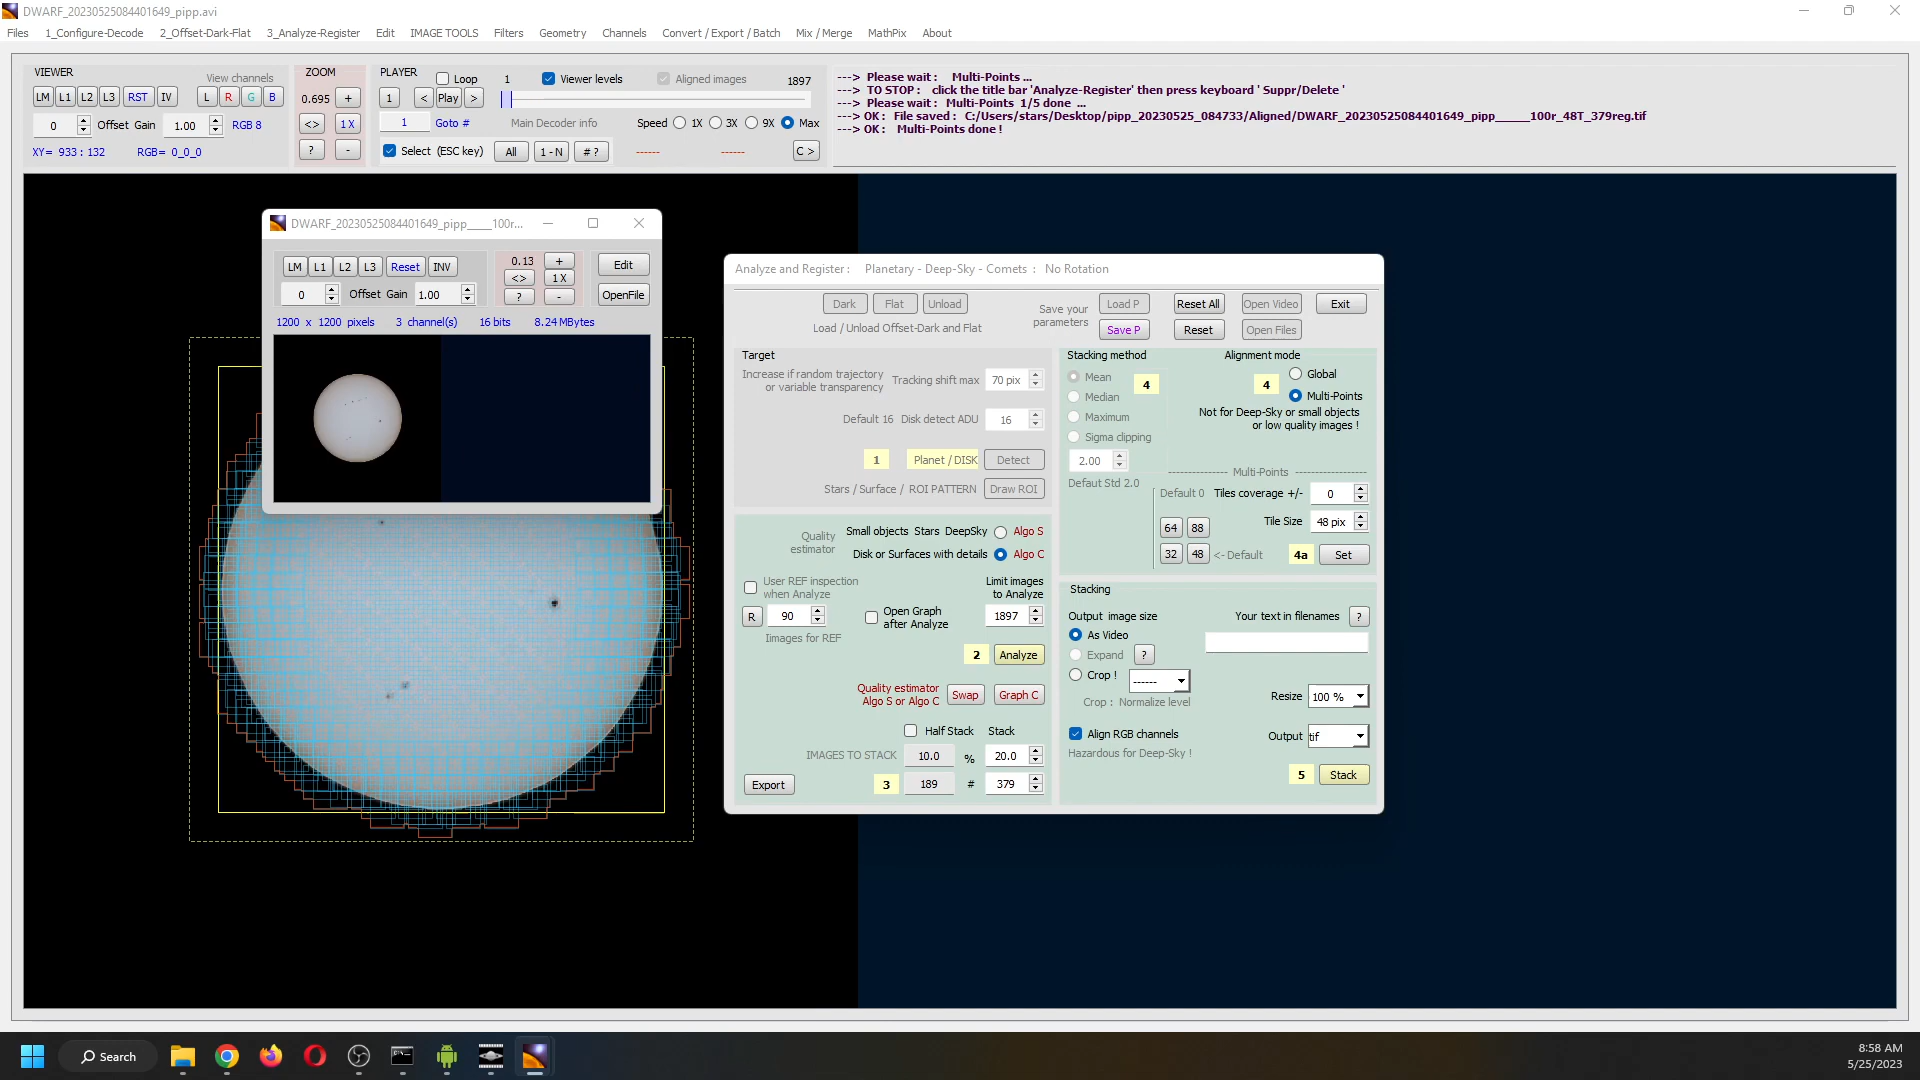 DWARF_20230525084401649_pipp.avi
Files 1_Configure-Decode 2_Offset-Dark-Flat 3_Analyze-Register Edit IMAGE TOOLS Filters Geometry Channels Convert / Export / Batch Mix / Merge MathPix About
VIEWER View channels
LM L1 L2 L3 RST IV L R G B
0 Offset Gain 1.00 RGB 8
XY= 933 : 132 RGB= 0_0_0
ZOOM
0.695 +
<> 1 X
? -
PLAYER Loop 1 Viewer levels Aligned images 1897
1 < Play >
1 Goto # Main Decoder info Speed 1X 3X 9X Max
Select (ESC key) All 1 - N # ? ------ ------ C >
---> Please wait : Multi-Points ...
---> TO STOP : click the title bar 'Analyze-Register' then press keyboard ' Suppr/Delete '
---> Please wait : Multi-Points 1/5 done ...
---> OK : File saved : C:/Users/stars/Desktop/pipp_20230525_084733/Aligned/DWARF_20230525084401649_pipp_____100r_48T_379reg.tif
---> OK : Multi-Points done !
DWARF_20230525084401649_pipp____100r...
LM L1 L2 L3 Reset INV
0 Offset Gain 1.00
0.13 +
<> 1 X
? -
Edit
OpenFile
1200 x 1200 pixels 3 channel(s) 16 bits 8.24 MBytes
Analyze and Register : Planetary - Deep-Sky - Comets : No Rotation
Dark Flat Unload
Load / Unload Offset-Dark and Flat
Save your
parameters
Load P Reset All Open Video Exit
Save P Reset Open Files
Target
Increase if random trajectory
or variable transparency
Tracking shift max 70 pix
Default 16 Disk detect ADU 16
1 Planet / DISK Detect
Stars / Surface / ROI PATTERN Draw ROI
Quality
estimator
Small objects Stars DeepSky Algo S
Disk or Surfaces with details Algo C
User REF inspection
when Analyze
Limit images
to Analyze
R 90
Images for REF
Open Graph
after Analyze
1897
2 Analyze
Quality estimator
Algo S or Algo C
Swap Graph C
Half Stack Stack
IMAGES TO STACK 10.0 % 20.0
Export 3 189 # 379
Stacking method Alignment mode
Mean 4
Median
Maximum
Sigma clipping
2.00
Defaut Std 2.0
4 Global
Multi-Points
Not for Deep-Sky or small objects
or low quality images !
------------ Multi-Points ---------------
Default 0 Tiles coverage +/- 0
Tile Size 48 pix
64 88
32 48 <- Default 4a Set
Stacking
Output image size Your text in filenames ?
As Video
Expand ?
Crop ! ------
Crop : Normalize level
Resize 100 %
Align RGB channels Output tif
Hazardous for Deep-Sky !
5 Stack
Search
8:58 AM
5/25/2023